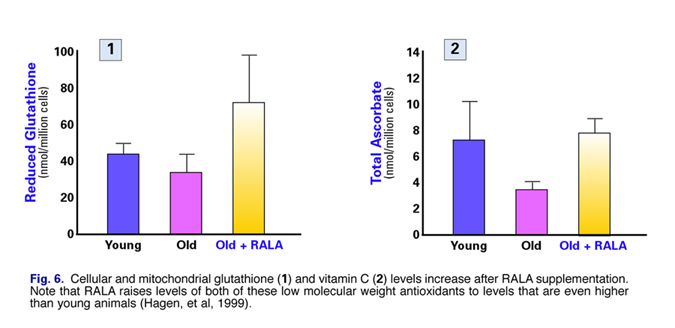 1
Reduced Glutathione
(nmol/million cells)
100
80
60
40
20
0
Young Old Old + RALA
2
Total Ascorbate
(nmol/million cells)
14
12
10
8
6
4
2
0
Young Old Old + RALA
Fig. 6. Cellular and mitochondrial glutathione (1) and vitamin C (2) levels increase after RALA supplementation.
Note that RALA raises levels of both of these low molecular weight antioxidants to levels that are even higher
than young animals (Hagen, et al, 1999).